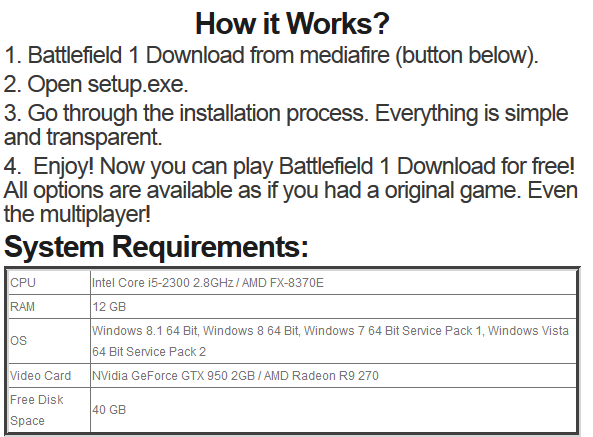 How it Works?
1. Battlefield 1 Download from mediafire (button below).
2. Open setup.exe.
3. Go through the installation process. Everything is simple
and transparent.
4. Enjoy! Now you can play Battlefield 1 Download for free!
All options are available as if you had a original game. Even
the multiplayer!
System Requirements:
CPU Intel Core i5-2300 2.8GHz / AMD FX-8370E
RAM 12 GB
OS Windows 8.1 64 Bit, Windows 8 64 Bit, Windows 7 64 Bit Service Pack 1, Windows Vista
64 Bit Service Pack 2
Video Card NVidia GeForce GTX 950 2GB / AMD Radeon R9 270
Free Disk
Space 40 GB